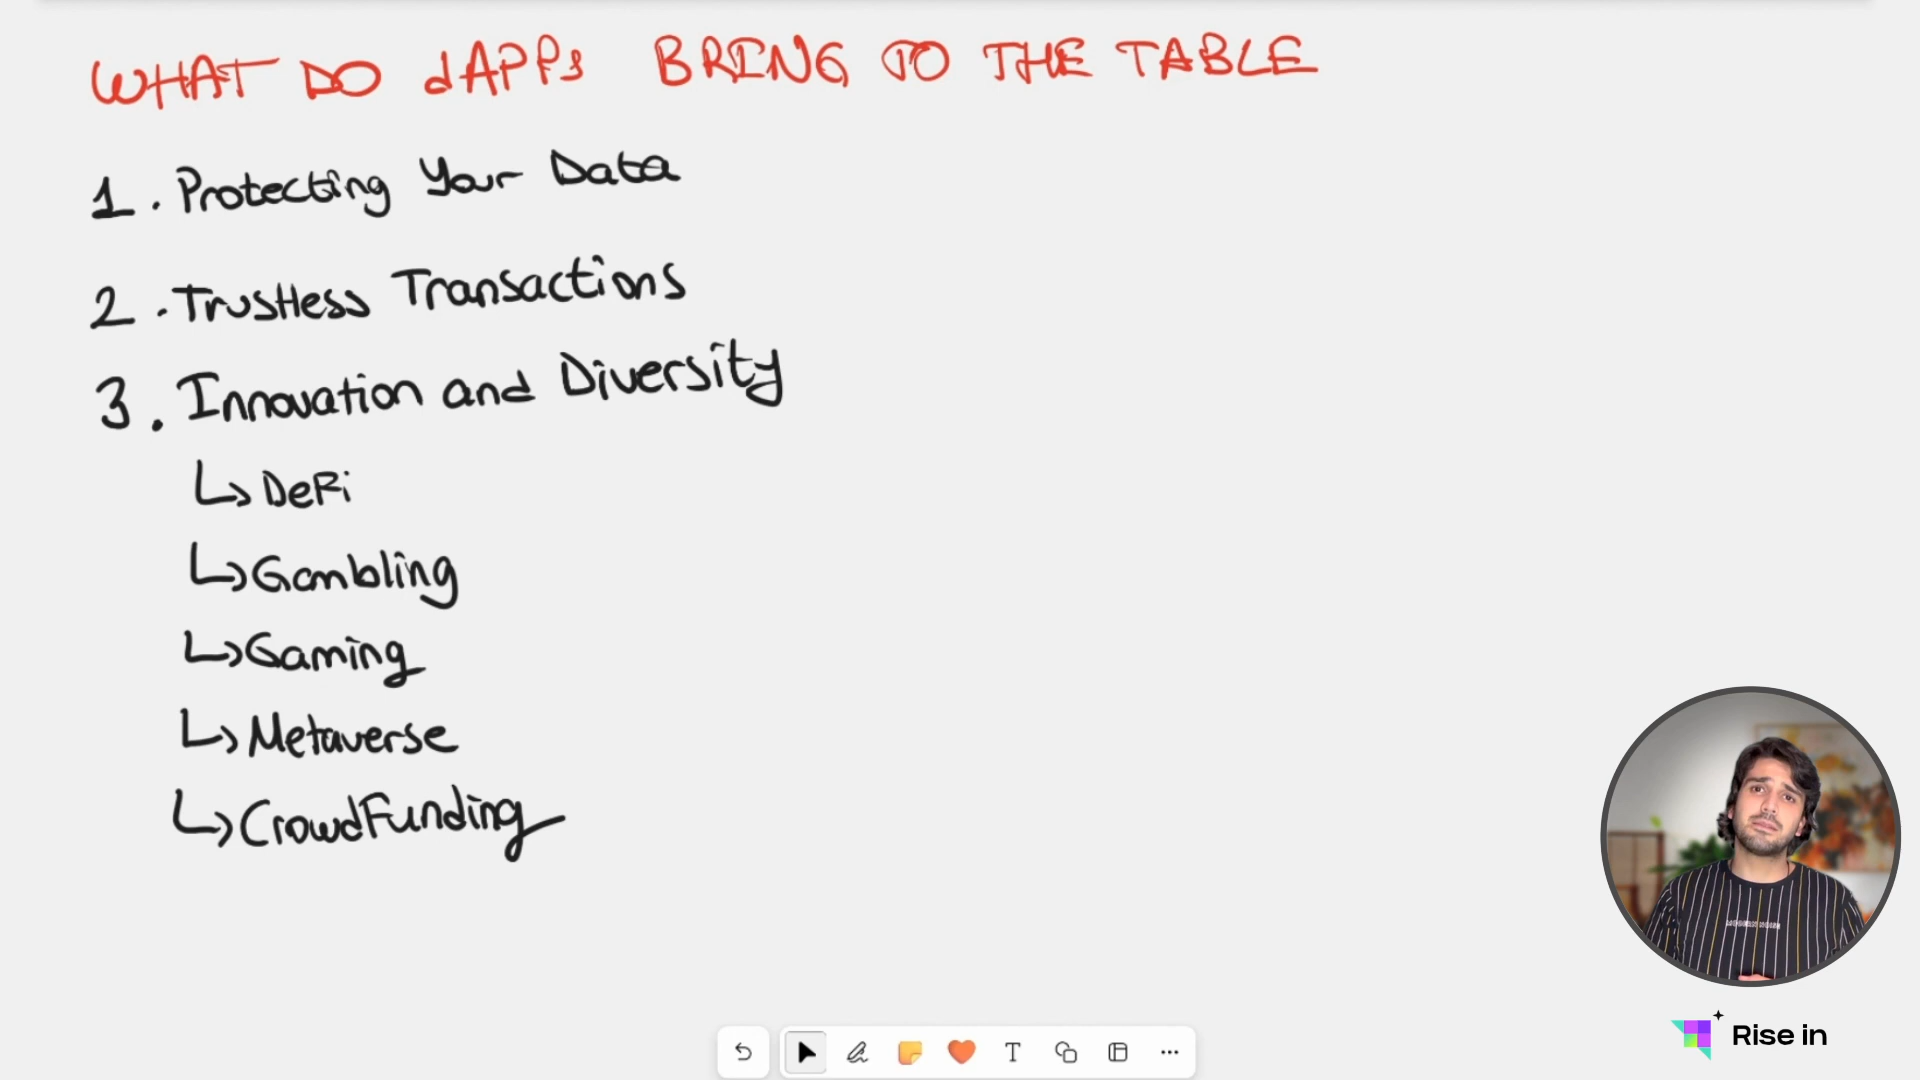 WHAT DO dAPPs BRING TO THE TABLE
1. Protecting Your Data
2. Trustless Transactions
3. Innovation and Diversity
↳ DeFi
↳ Gambling
↳ Gaming
↳ Metaverse
↳ CrowdFunding
T
Rise in